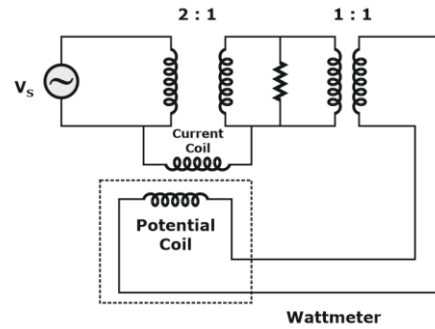 2 : 1
1 : 1
Vs
Current
Coil
Potential
Coil
Wattmeter